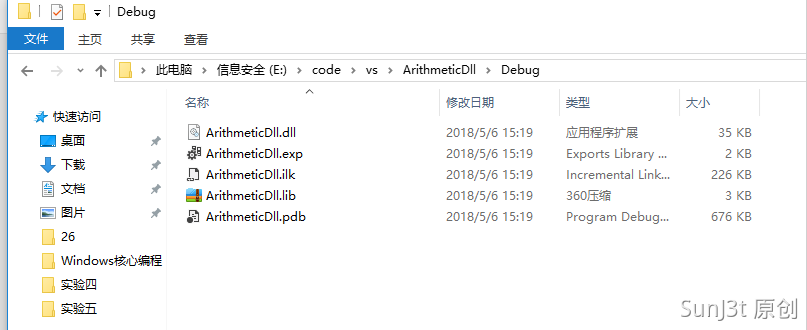 Debug
文件 主页 共享 查看
此电脑 信息安全 (E:) code vs ArithmeticDll Debug
名称 修改日期 类型 大小
快速访问
桌面
下载
文档
图片
26
Windows核心编程
实验四
实验五
ArithmeticDll.dll 2018/5/6 15:19 应用程序扩展 35 KB
ArithmeticDll.exp 2018/5/6 15:19 Exports Library ... 2 KB
ArithmeticDll.ilk 2018/5/6 15:19 Incremental Link... 226 KB
ArithmeticDll.lib 2018/5/6 15:19 360压缩 3 KB
ArithmeticDll.pdb 2018/5/6 15:19 Program Debug... 676 KB
SunJ3t 原创